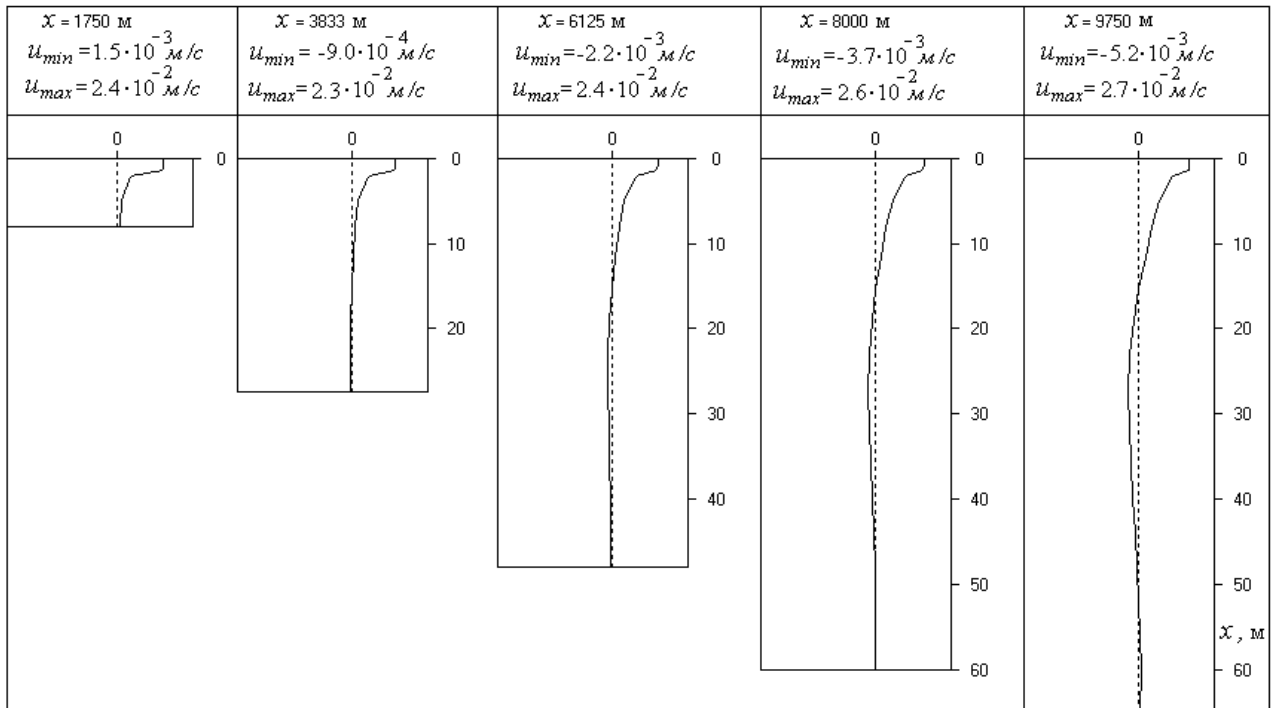 x = 1750 м
u_min = 1.5·10^-3 м/с
u_max = 2.4·10^-2 м/с
x = 3833 м
u_min = -9.0·10^-4 м/с
u_max = 2.3·10^-2 м/с
x = 6125 м
u_min = -2.2·10^-3 м/с
u_max = 2.4·10^-2 м/с
x = 8000 м
u_min = -3.7·10^-3 м/с
u_max = 2.6·10^-2 м/с
x = 9750 м
u_min = -5.2·10^-3 м/с
u_max = 2.7·10^-2 м/с
0
0
0
0
10
20
0
0
10
20
30
40
0
0
10
20
30
40
50
60
0
0
10
20
30
40
50
x, м
60